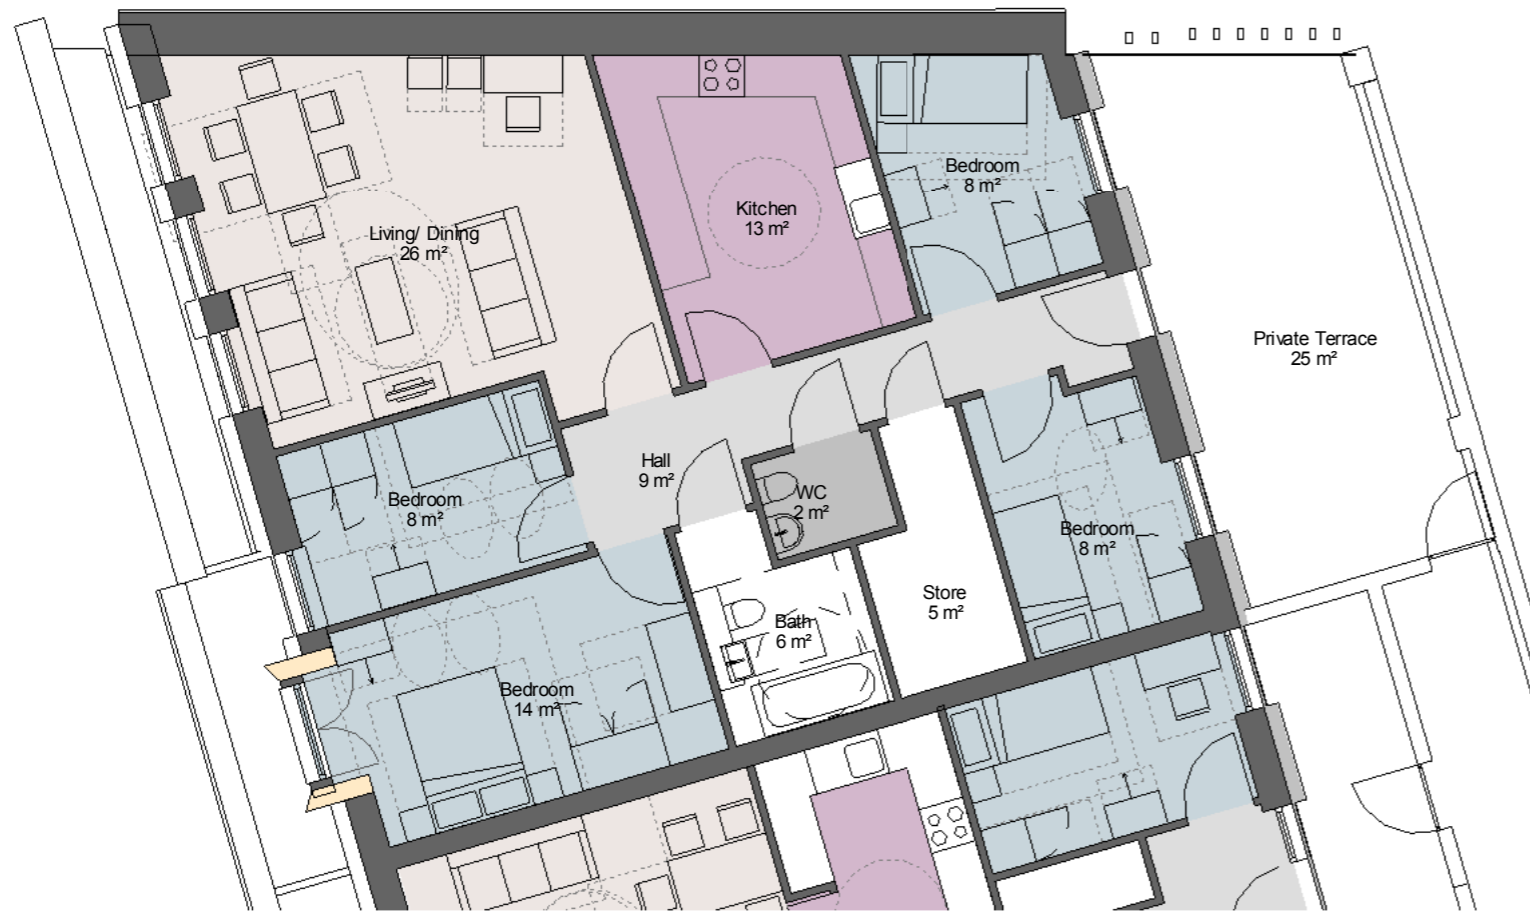 Bedroom
8 m²
Kitchen
13 m²
Living/ Dining
26 m²
Private Terrace
25 m²
Hall
9 m²
WC
2 m²
Bedroom
8 m²
Bedroom
8 m²
Store
5 m²
Bath
6 m²
Bedroom
14 m²